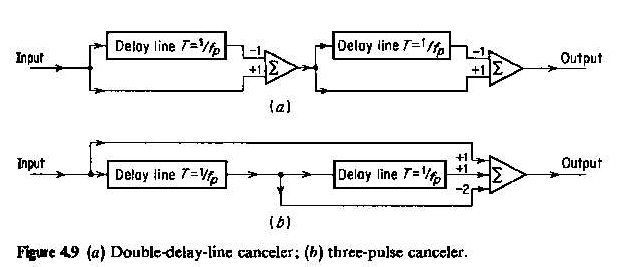 Input Delay line T=1/fp -1 +1 Σ Delay line T=1/fp -1 +1 Σ Output
(a)
Input Delay line T=1/fp Delay line T=1/fp +1 +1 -2 Σ Output
(b)
Figure 4.9 (a) Double-delay-line canceler; (b) three-pulse canceler.